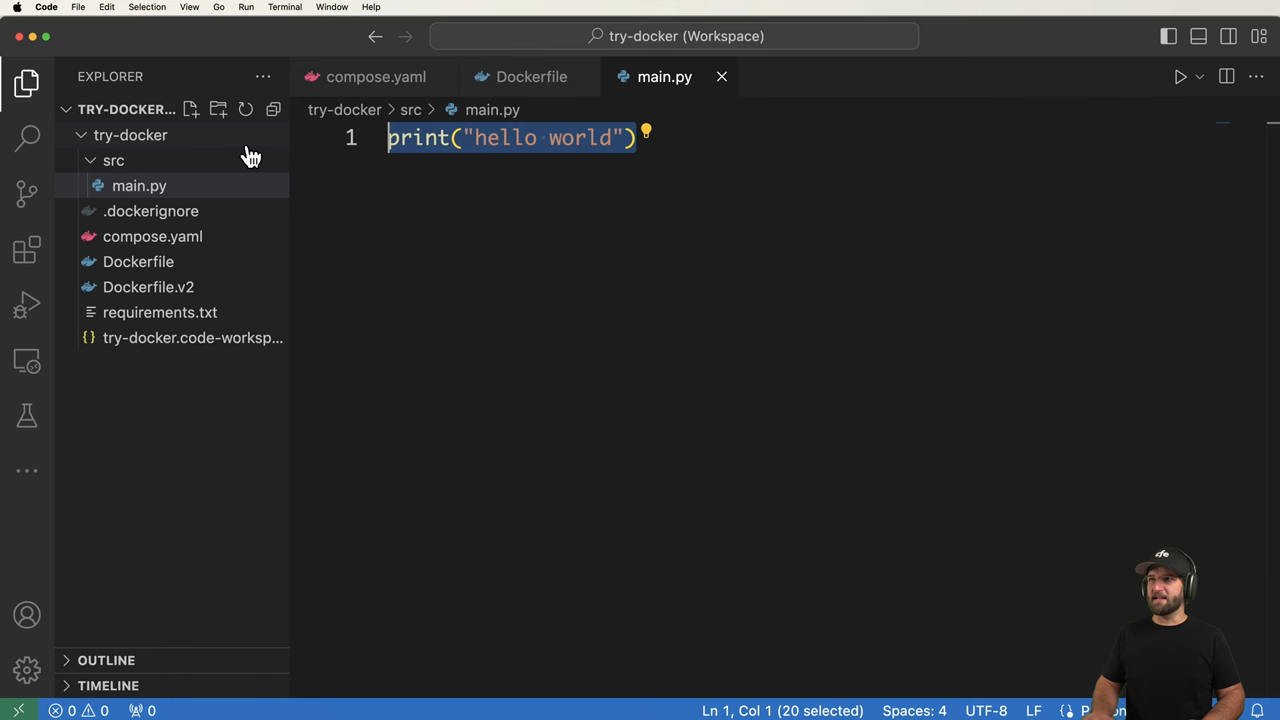 Code File Edit Selection View Go Run Terminal Window Help
try-docker (Workspace)
EXPLORER
compose.yaml Dockerfile main.py
TRY-DOCKER...
try-docker > src > main.py
try-docker
1 print("hello world")
src
main.py
.dockerignore
compose.yaml
Dockerfile
Dockerfile.v2
requirements.txt
{} try-docker.code-worksp...
cfe
OUTLINE
TIMELINE
0 0 0 Ln 1, Col 1 (20 selected) Spaces: 4 UTF-8 LF